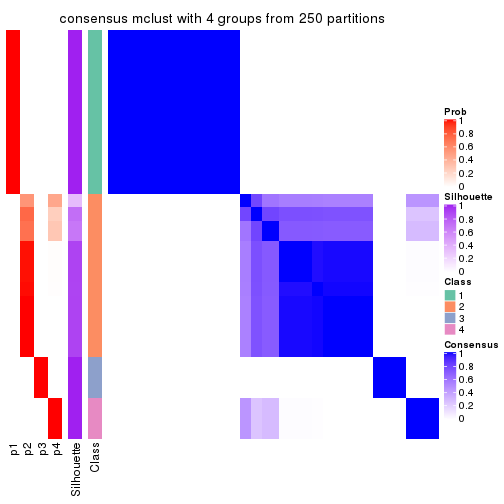 consensus mclust with 4 groups from 250 partitions
Prob
1
0.8
0.6
0.4
0.2
0
Silhouette
1
0.8
0.6
0.4
0.2
0
Class
1
2
3
4
Consensus
1
0.8
0.6
0.4
0.2
0
p1
p2
p3
p4
Silhouette
Class